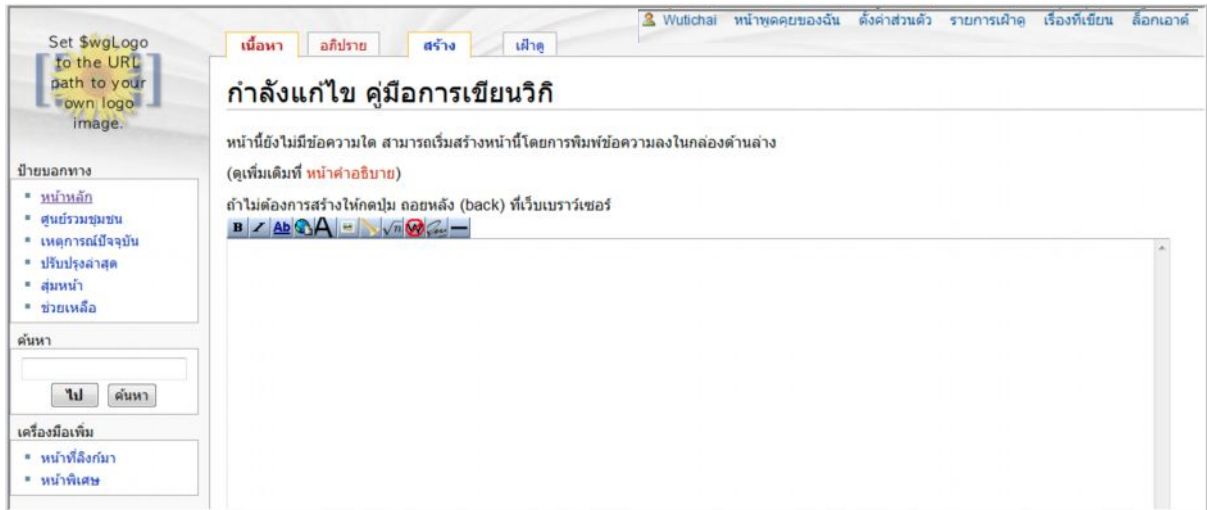 Set $wgLogo
to the URL
path to your
own logo
image.
Wutichai หน้าพูดคุยของฉัน ตั้งค่าส่วนตัว รายการเฝ้าดู เรื่องที่เขียน ล็อกเอาต์
เนื้อหา อภิปราย สร้าง เฝ้าดู
กำลังแก้ไข คู่มือการเขียนวิกิ
หน้านี้ยังไม่มีข้อความใด สามารถเริ่มสร้างหน้านี้โดยการพิมพ์ข้อความลงในกล่องด้านล่าง
(ดูเพิ่มเติมที่ หน้าคำอธิบาย)
ถ้าไม่ต้องการสร้างให้กดปุ่ม ถอยหลัง (back) ที่เว็บเบราว์เซอร์
B I Ab A √n W
ป้ายบอกทาง
หน้าหลัก
ศูนย์รวมชุมชน
เหตุการณ์ปัจจุบัน
ปรับปรุงล่าสุด
สุ่มหน้า
ช่วยเหลือ
ค้นหา
ไป ค้นหา
เครื่องมือเพิ่ม
หน้าที่ลิงก์มา
หน้าพิเศษ